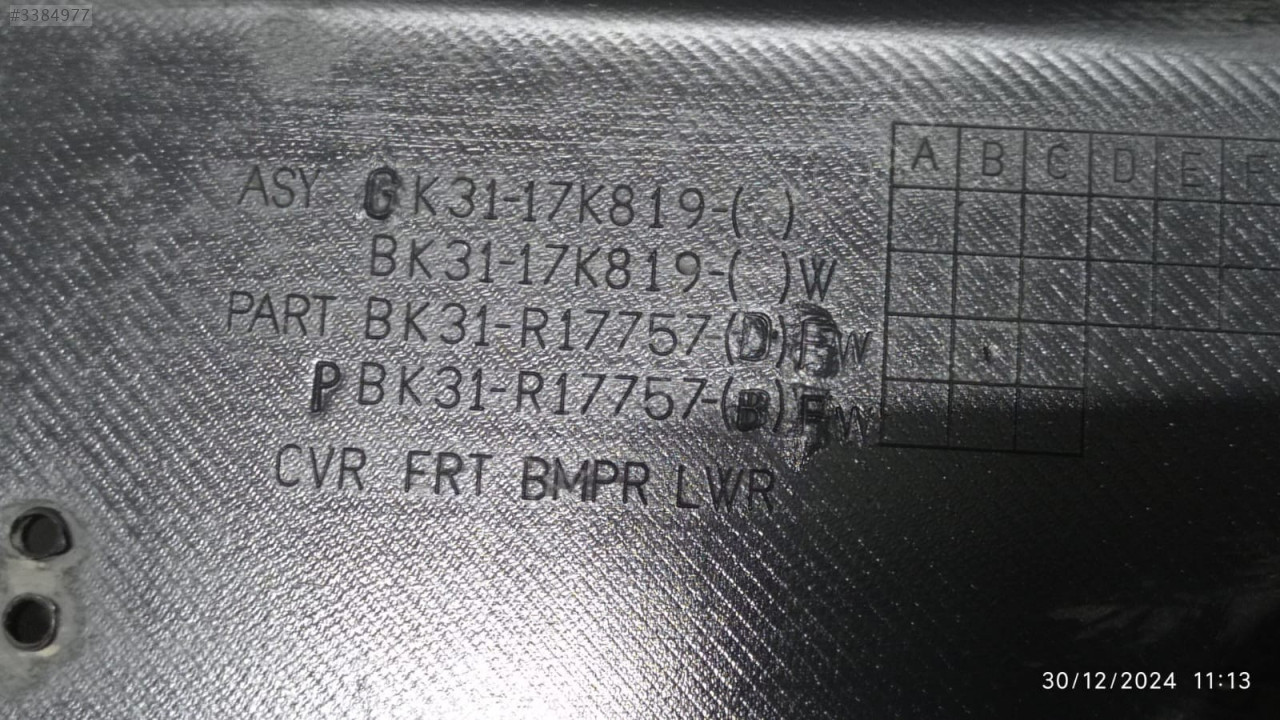 #3384977
A B C D E F
ASY GK31-17K819-( )
BK31-17K819-( )W
PART BK31-R17757-(D)FW
PBK31-R17757-(B)FW
CVR FRT BMPR LWR
30/12/2024 11:13